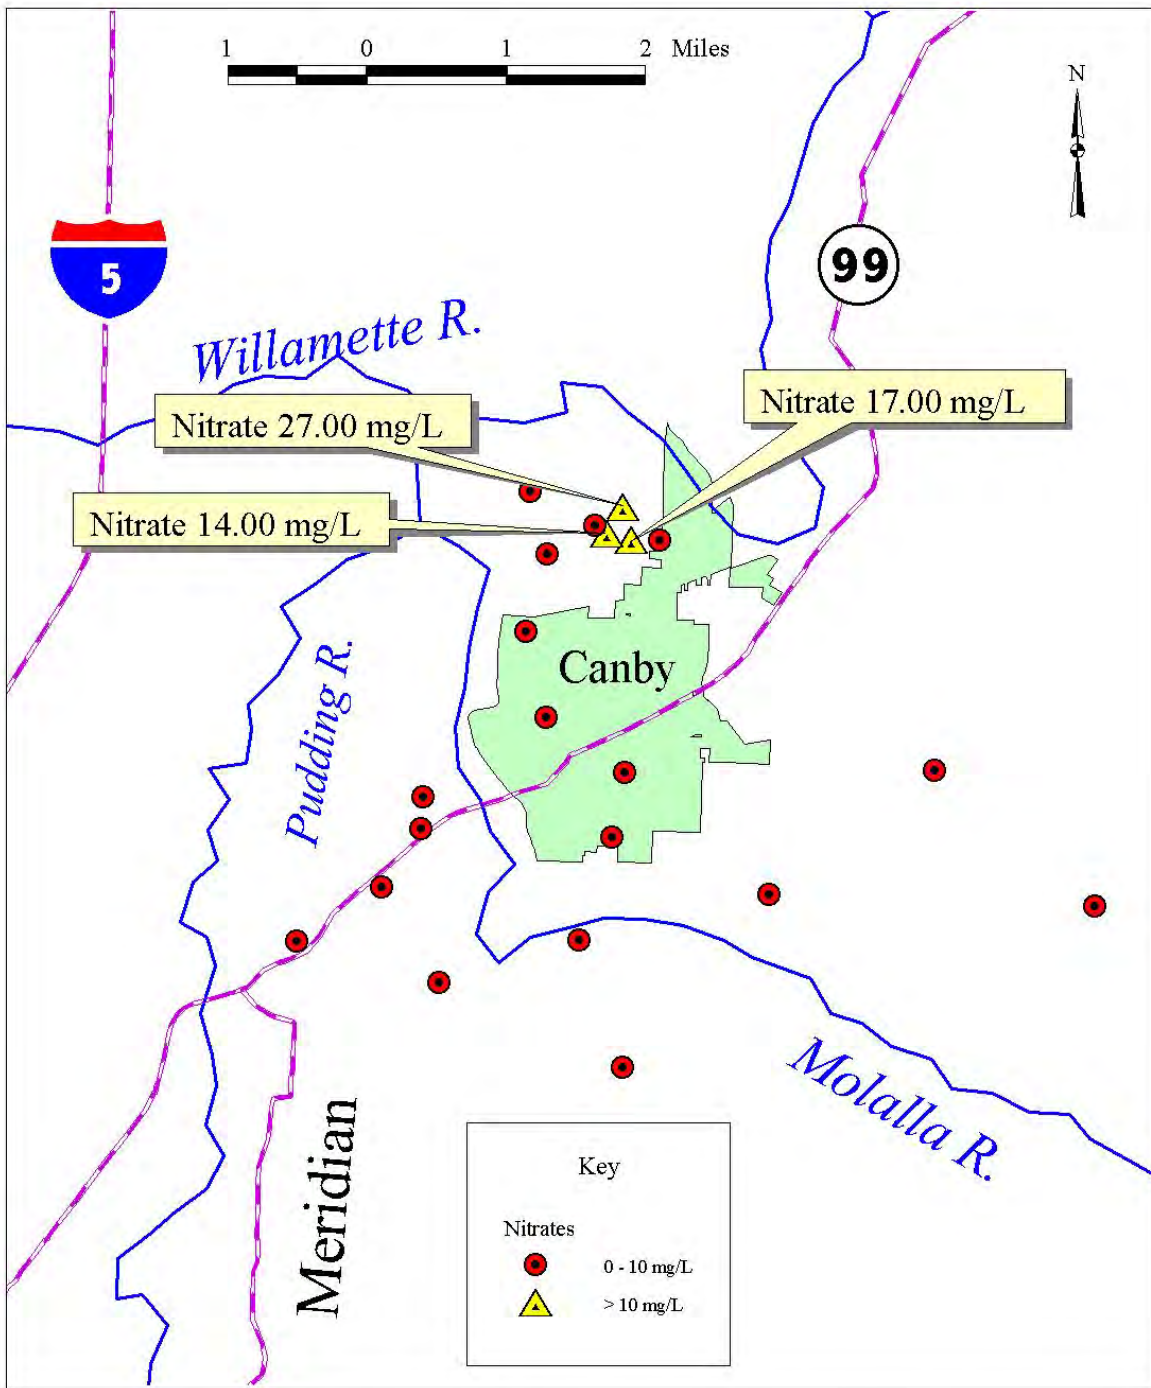 1 0 1 2 Miles
N
5
99
Willamette R.
Nitrate 17.00 mg/L
Nitrate 27.00 mg/L
Nitrate 14.00 mg/L
Pudding R.
Canby
Molalla R.
Meridian
Key
Nitrates
0 - 10 mg/L
> 10 mg/L